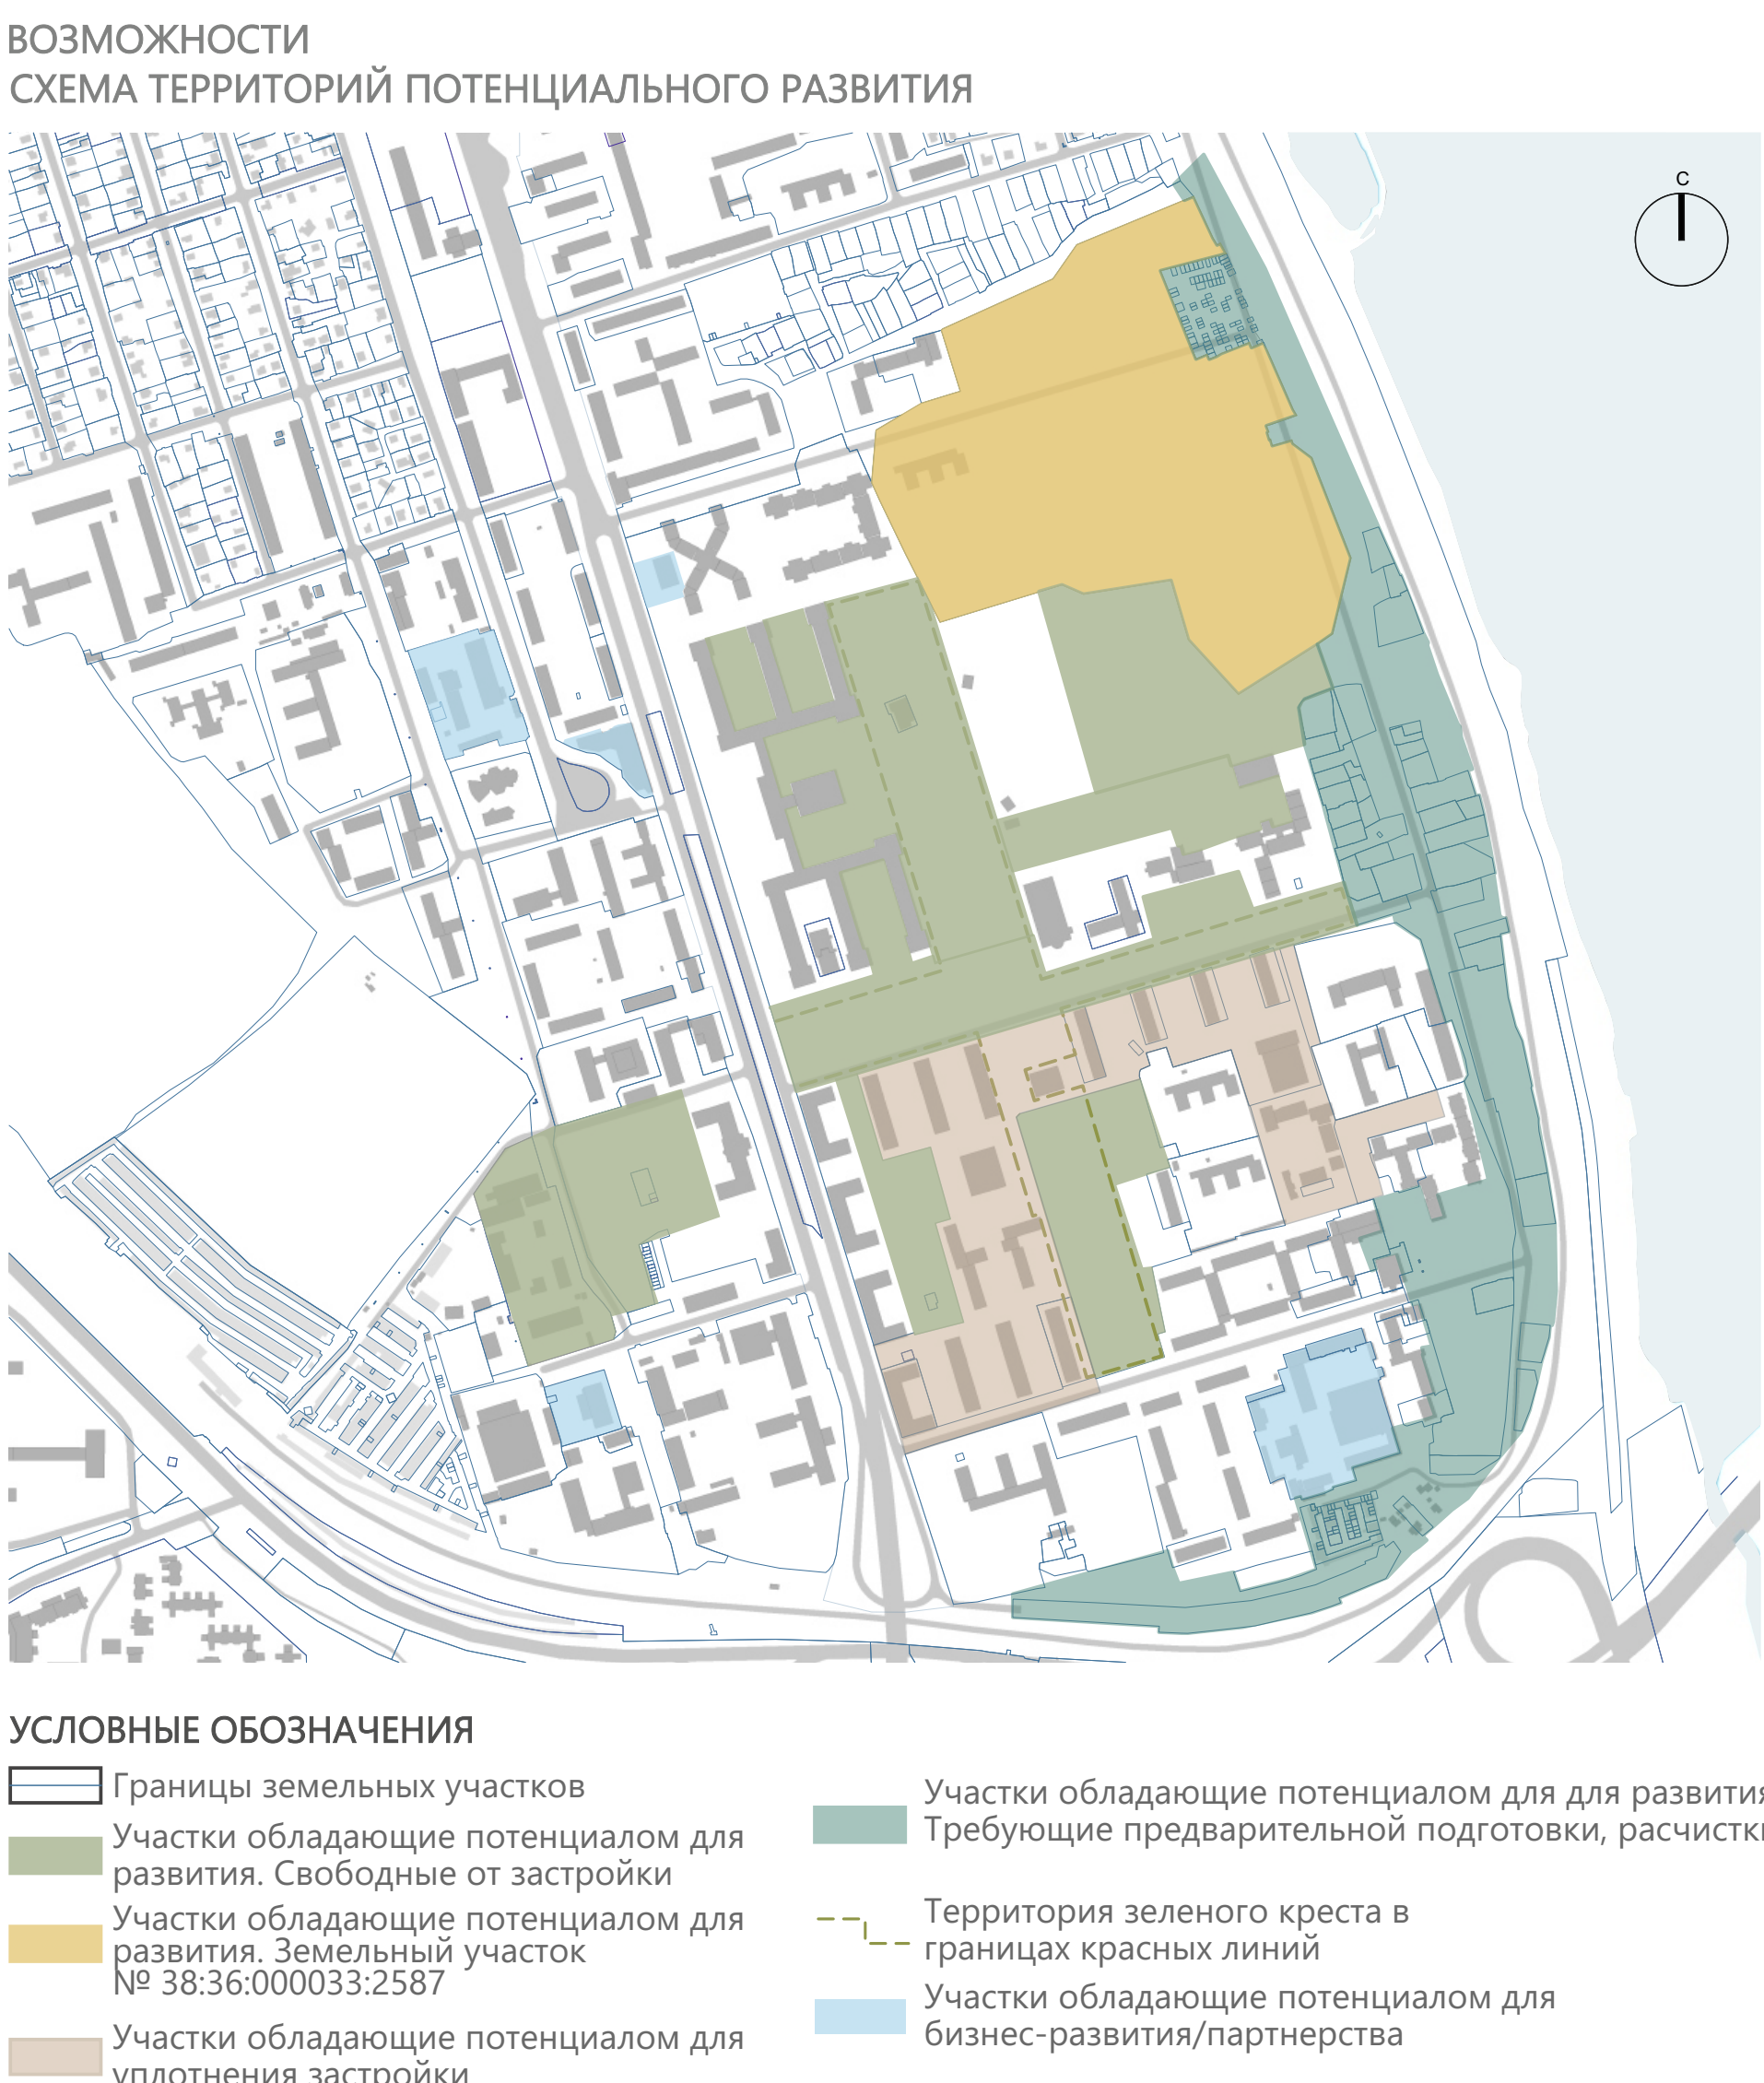 ВОЗМОЖНОСТИ
СХЕМА ТЕРРИТОРИЙ ПОТЕНЦИАЛЬНОГО РАЗВИТИЯ
С
УСЛОВНЫЕ ОБОЗНАЧЕНИЯ
Границы земельных участков
Участки обладающие потенциалом для
развития. Свободные от застройки
Участки обладающие потенциалом для
развития. Земельный участок
№ 38:36:000033:2587
Участки обладающие потенциалом для
уплотнения застройки
Участки обладающие потенциалом для для развития
Требующие предварительной подготовки, расчистки
Территория зеленого креста в
границах красных линий
Участки обладающие потенциалом для
бизнес-развития/партнерства